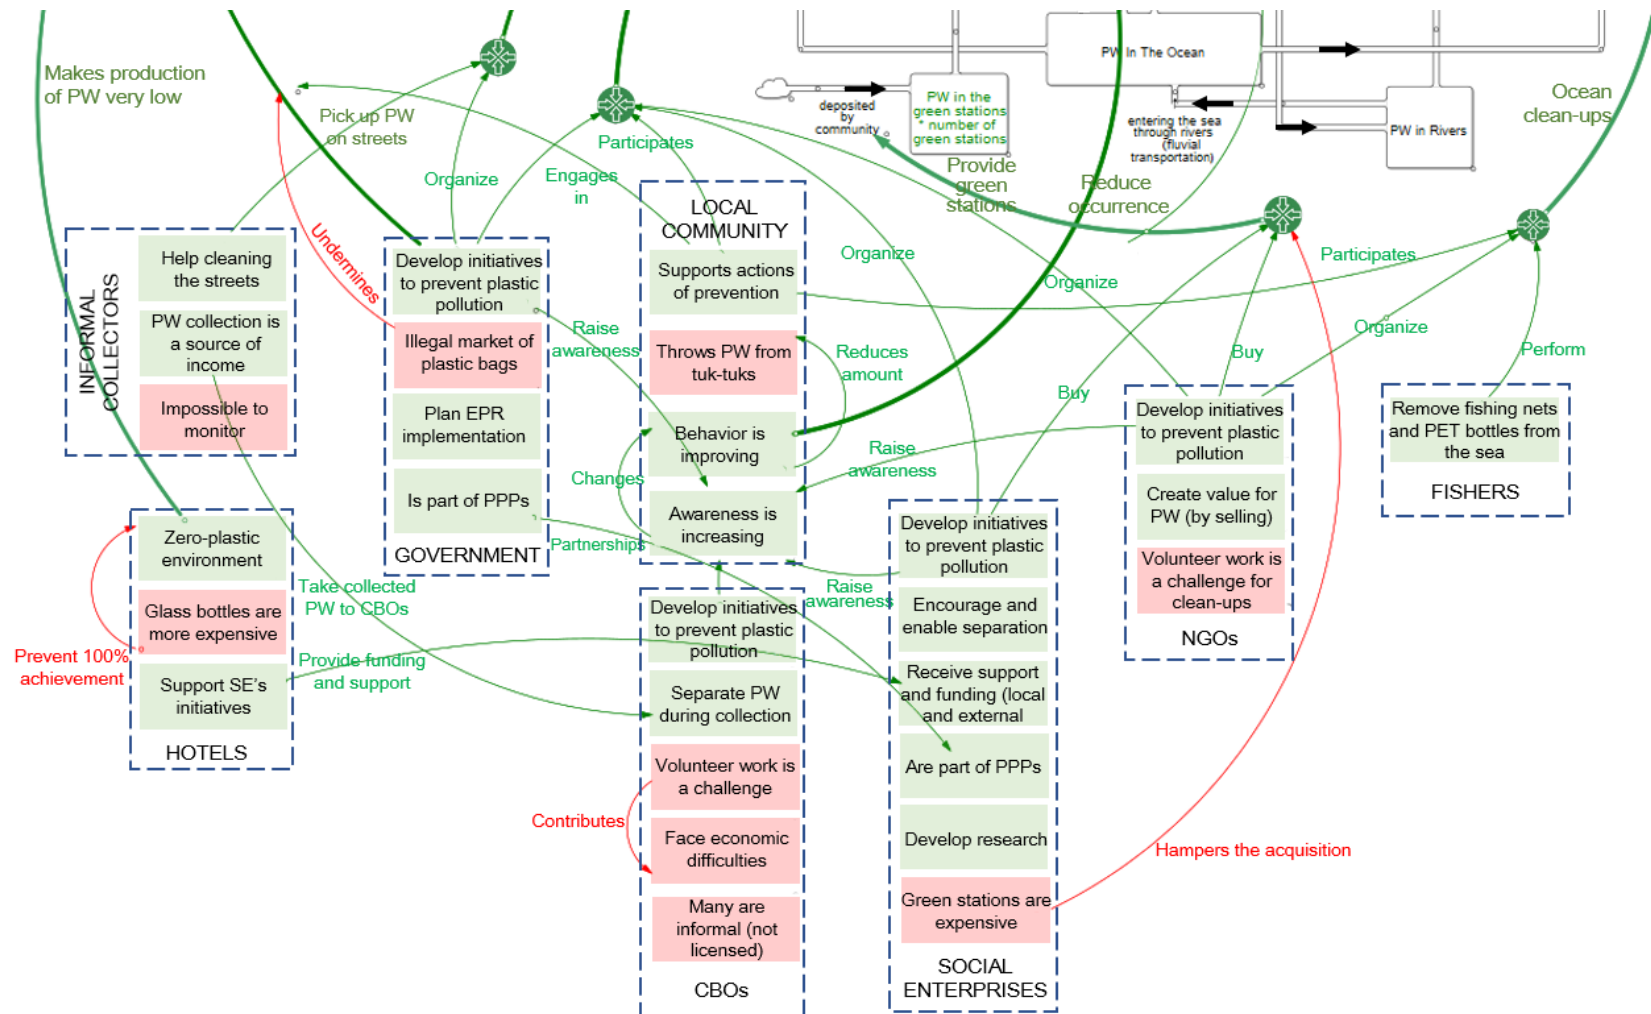 Makes production
of PW very low
Pick up PW
on streets
Participates
Organize
Engages
in
Undermines
PW In The Ocean
deposited
by
community
PW in the
green stations
* number of
green stations
entering the sea
through rivers
(fluvial
transportation)
PW in Rivers
Ocean
clean-ups
Provide
green
stations
Reduce
occurrence
Organize
Organize
Participates
Organize
Perform
Buy
Buy
INFORMAL
COLLECTORS
Help cleaning
the streets
PW collection is
a source of
income
Impossible to
monitor
Develop initiatives
to prevent plastic
pollution
Illegal market of
plastic bags
Plan EPR
implementation
Is part of PPPs
GOVERNMENT
Raise
awareness
LOCAL
COMMUNITY
Supports actions
of prevention
Throws PW from
tuk-tuks
Behavior is
improving
Awareness is
increasing
Reduces
amount
Changes
Raise
awareness
Partnerships
Raise
awareness
Develop initiatives
to prevent plastic
pollution
Create value for
PW (by selling)
Volunteer work is
a challenge for
clean-ups
NGOs
Remove fishing nets
and PET bottles from
the sea
FISHERS
Zero-plastic
environment
Glass bottles are
more expensive
Support SE's
initiatives
HOTELS
Prevent 100%
achievement
Take collected
PW to CBOs
Provide funding
and support
Develop initiatives
to prevent plastic
pollution
Separate PW
during collection
Volunteer work is
a challenge
Face economic
difficulties
Many are
informal (not
licensed)
CBOs
Contributes
Develop initiatives
to prevent plastic
pollution
Encourage and
enable separation
Receive support
and funding (local
and external
Are part of PPPs
Develop research
Green stations are
expensive
SOCIAL
ENTERPRISES
Hampers the acquisition